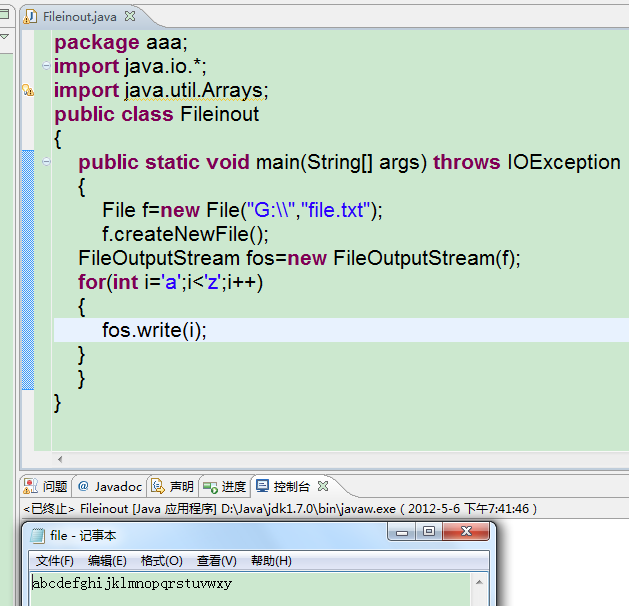 Fileinout.java
package aaa;
import java.io.*;
import java.util.Arrays;
public class Fileinout
{
public static void main(String[] args) throws IOException
{
File f=new File("G:\\","file.txt");
f.createNewFile();
FileOutputStream fos=new FileOutputStream(f);
for(int i='a';i<'z';i++)
{
fos.write(i);
}
}
}
问题 @ Javadoc 声明 进度 控制台
<已终止> Fileinout [Java 应用程序] D:\Java\jdk1.7.0\bin\javaw.exe ( 2012-5-6 下午7:41:46 )
file - 记事本
文件(F) 编辑(E) 格式(O) 查看(V) 帮助(H)
abcdefghijklmnopqrstuvwxy